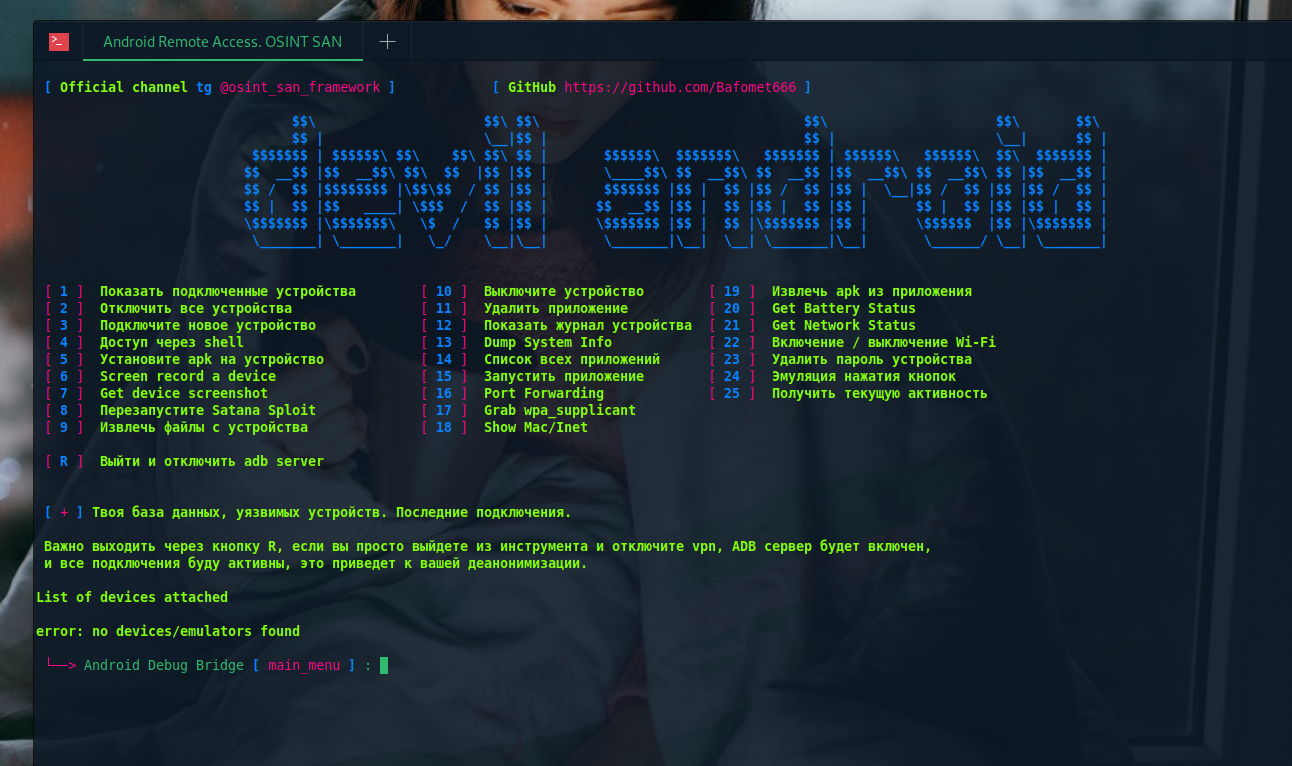 Android Remote Access. OSINT SAN
[ Official channel tg @osint_san_framework ] [ GitHub https://github.com/Bafomet666 ]
devil android
[ 1 ] Показать подключенные устройства [ 10 ] Выключите устройство [ 19 ] Извлечь apk из приложения
[ 2 ] Отключить все устройства [ 11 ] Удалить приложение [ 20 ] Get Battery Status
[ 3 ] Подключите новое устройство [ 12 ] Показать журнал устройства [ 21 ] Get Network Status
[ 4 ] Доступ через shell [ 13 ] Dump System Info [ 22 ] Включение / выключение Wi-Fi
[ 5 ] Установите apk на устройство [ 14 ] Список всех приложений [ 23 ] Удалить пароль устройства
[ 6 ] Screen record a device [ 15 ] Запустить приложение [ 24 ] Эмуляция нажатия кнопок
[ 7 ] Get device screenshot [ 16 ] Port Forwarding [ 25 ] Получить текущую активность
[ 8 ] Перезапустите Satana Sploit [ 17 ] Grab wpa_supplicant
[ 9 ] Извлечь файлы с устройства [ 18 ] Show Mac/Inet
[ R ] Выйти и отключить adb server
[ + ] Твоя база данных, уязвимых устройств. Последние подключения.
Важно выходить через кнопку R, если вы просто выйдете из инструмента и отключите vpn, ADB сервер будет включен,
и все подключения буду активны, это приведет к вашей деанонимизации.
List of devices attached
error: no devices/emulators found
└──> Android Debug Bridge [ main_menu ] :